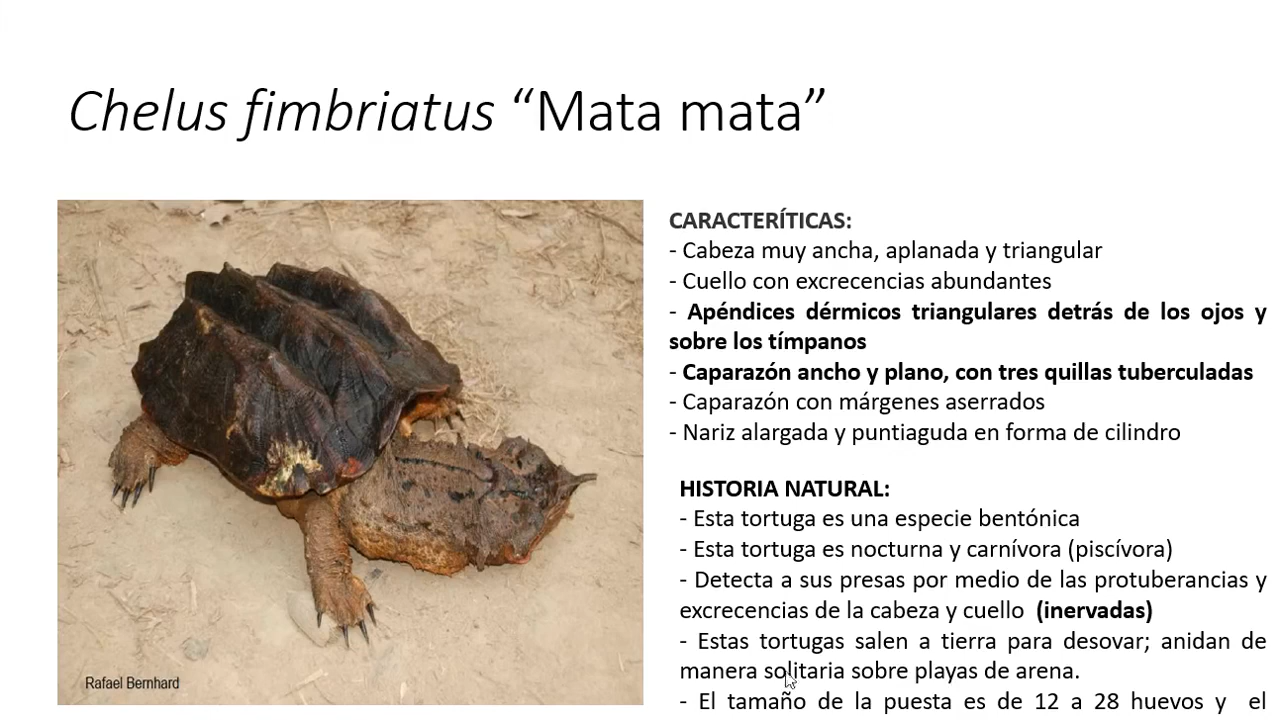 Chelus fimbriatus “Mata mata”
CARACTERÍTICAS:
- Cabeza muy ancha, aplanada y triangular
- Cuello con excrecencias abundantes
- Apéndices dérmicos triangulares detrás de los ojos y
sobre los tímpanos
- Caparazón ancho y plano, con tres quillas tuberculadas
- Caparazón con márgenes aserrados
- Nariz alargada y puntiaguda en forma de cilindro
HISTORIA NATURAL:
- Esta tortuga es una especie bentónica
- Esta tortuga es nocturna y carnívora (piscívora)
- Detecta a sus presas por medio de las protuberancias y
excrecencias de la cabeza y cuello (inervadas)
- Estas tortugas salen a tierra para desovar; anidan de
manera solitaria sobre playas de arena.
- El tamaño de la puesta es de 12 a 28 huevos y el
Rafael Bernhard